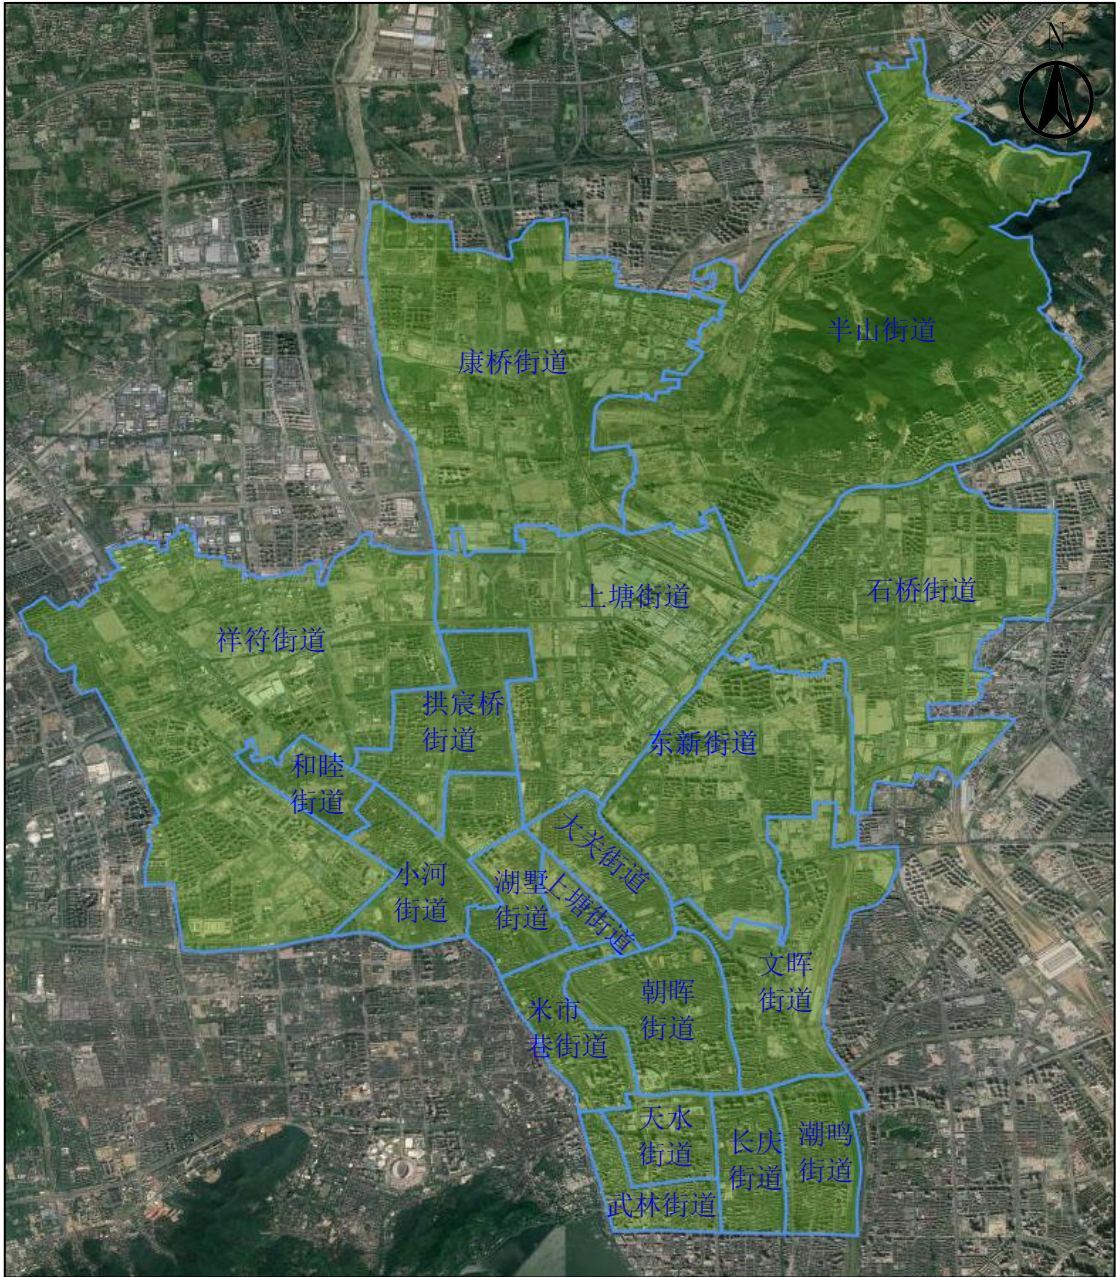 N
半山街道
康桥街道
上塘街道
石桥街道
祥符街道
拱宸桥
街道
东新街道
和睦
街道
大关街道
小河
街道
湖墅
街道
上塘街道
文晖
街道
朝晖
街道
米市
巷街道
天水
街道
长庆
街道
潮鸣
街道
武林街道